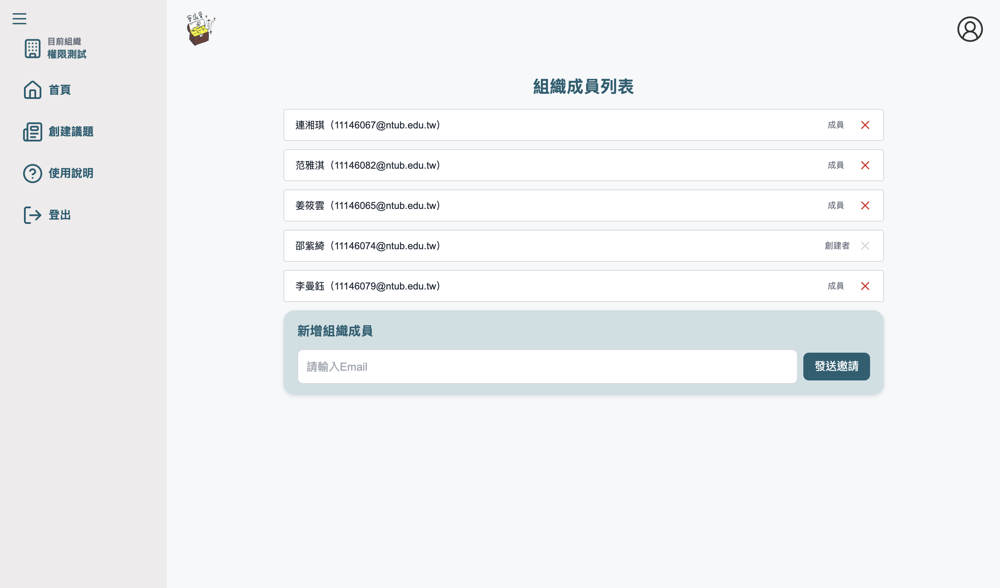 目前組織
權限測試
首頁
創建議題
使用說明
登出
會議寶
組織成員列表
連湘琪（11146067@ntub.edu.tw）
成員
范雅淇（11146082@ntub.edu.tw）
成員
姜筱雲（11146065@ntub.edu.tw）
成員
邵紫綺（11146074@ntub.edu.tw）
創建者
李曼鈺（11146079@ntub.edu.tw）
成員
新增組織成員
請輸入Email
發送邀請